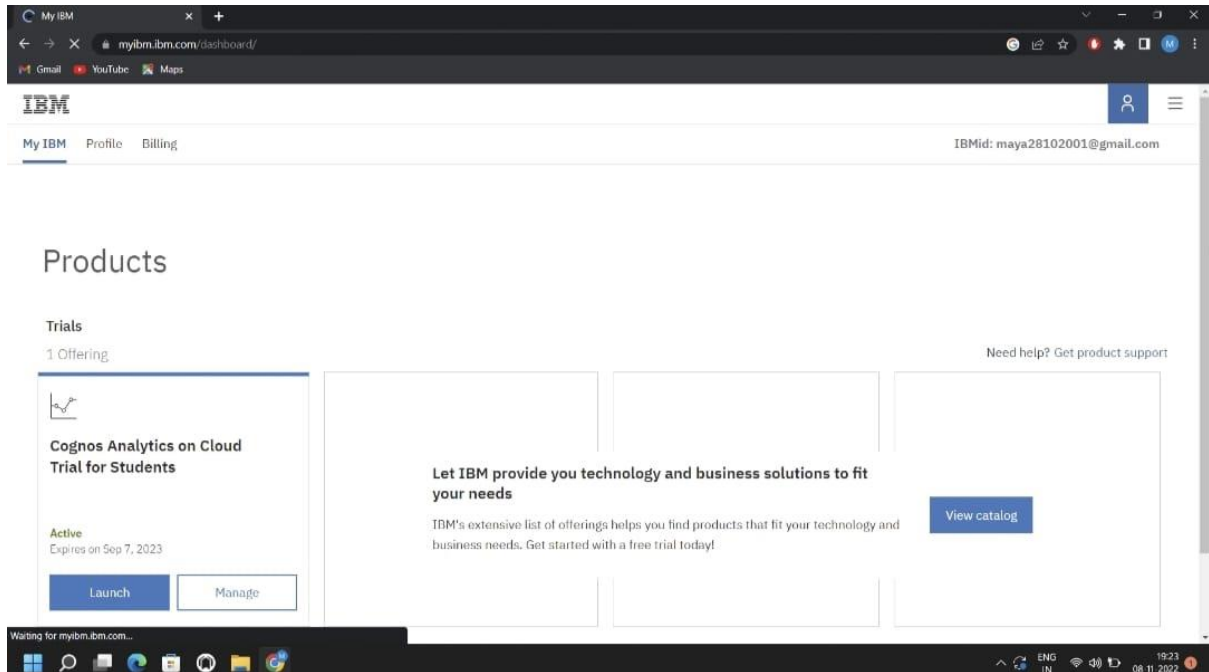 My IBM
myibm.ibm.com/dashboard/
M
Gmail YouTube Maps
IBM
My IBM Profile Billing
IBMid: maya28102001@gmail.com
Products
Trials
1 Offering
Need help? Get product support
Cognos Analytics on Cloud
Trial for Students
Let IBM provide you technology and business solutions to fit
your needs
IBM's extensive list of offerings helps you find products that fit your technology and
business needs. Get started with a free trial today!
View catalog
Active
Expires on Sep 7, 2023
Launch Manage
Waiting for myibm.ibm.com...
ENG
IN
19:23
08-11-2022
1